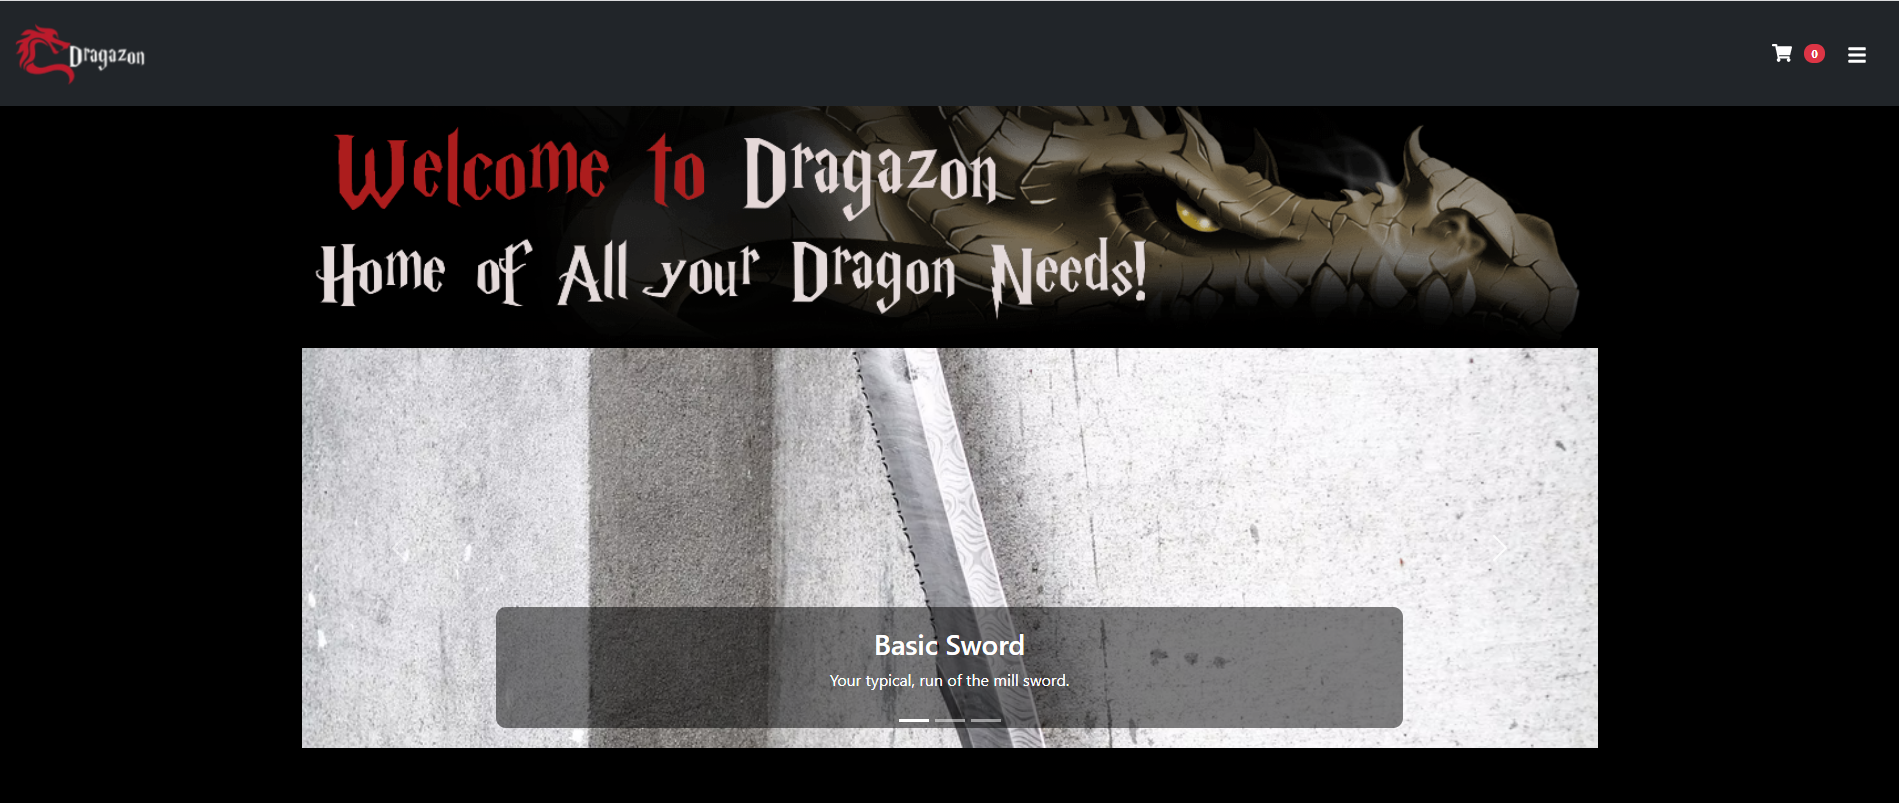 Dragazon
0
Welcome to Dragazon
Home of All your Dragon Needs!
Basic Sword
Your typical, run of the mill sword.